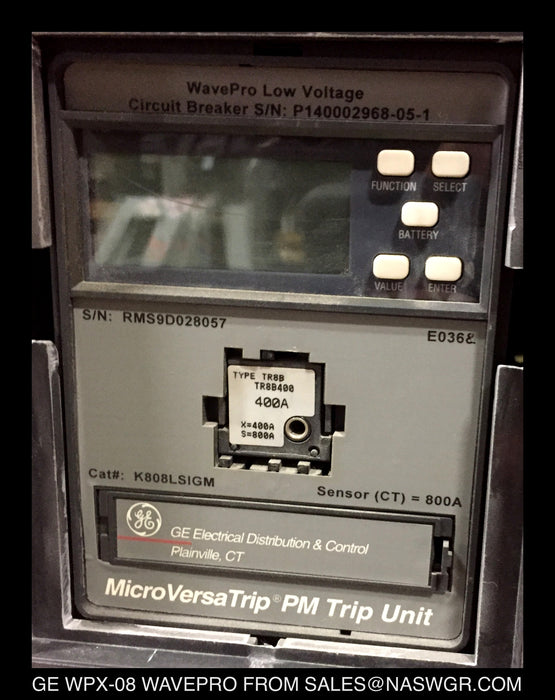 WavePro Low Voltage
Circuit Breaker S/N: P140002968-05-1
FUNCTION SELECT
BATTERY
VALUE ENTER
S/N: RMS9D028057
E036&
TYPE TR8B
TR8B400
400A
X=400A
S=800A
Cat#: K808LSIGM
Sensor (CT) = 800A
GE
GE Electrical Distribution & Control
Plainville, CT
MicroVersaTrip® PM Trip Unit
GE WPX-08 WAVEPRO FROM SALES@NASWGR.COM